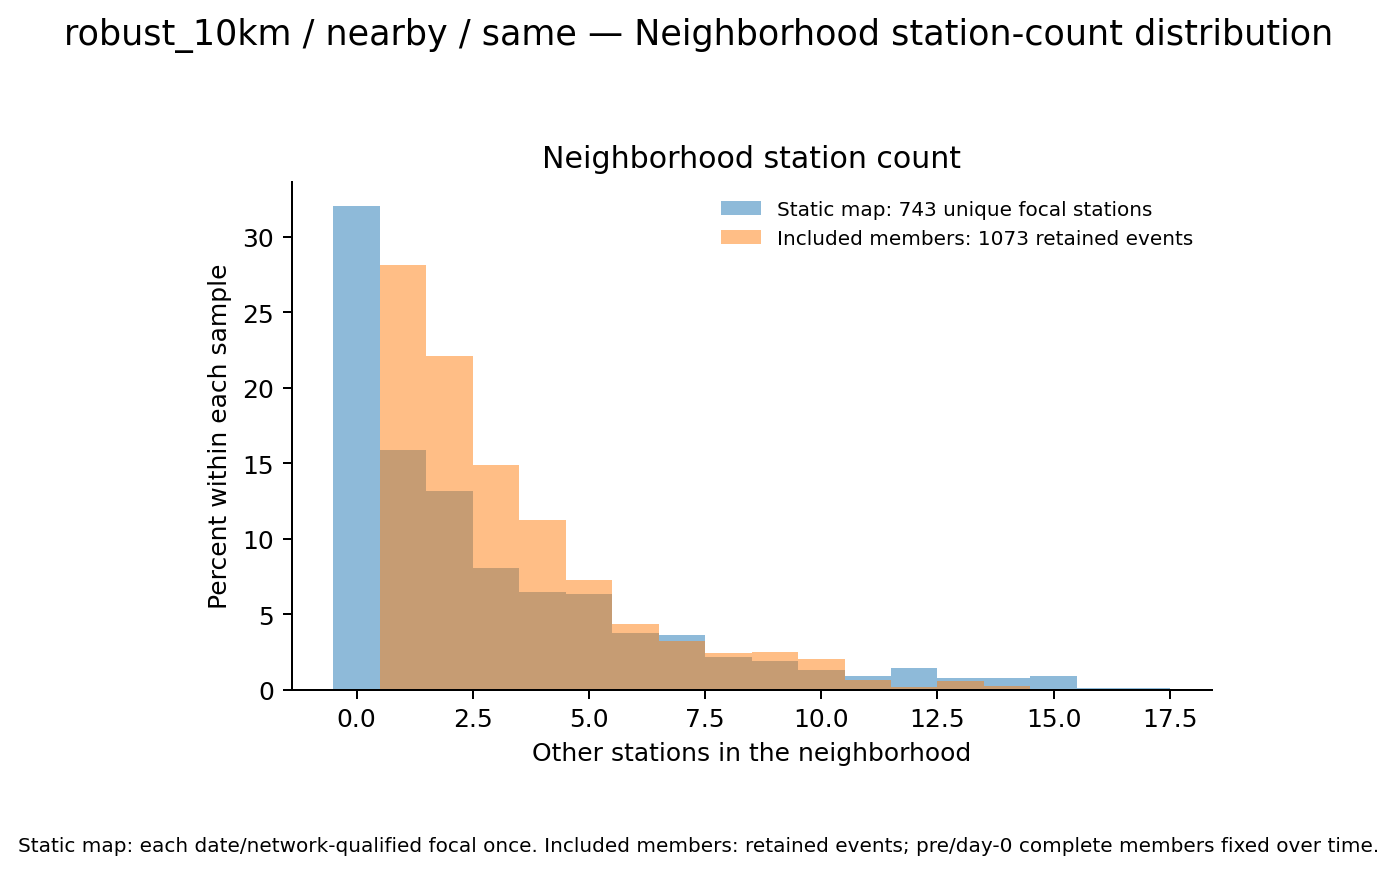 robust_10km / nearby / same — Neighborhood station-count distribution
Neighborhood station count
Static map: 743 unique focal stations
Included members: 1073 retained events
Percent within each sample
30
25
20
15
10
5
0
0.0 2.5 5.0 7.5 10.0 12.5 15.0 17.5
Other stations in the neighborhood
Static map: each date/network-qualified focal once. Included members: retained events; pre/day-0 complete members fixed over time.